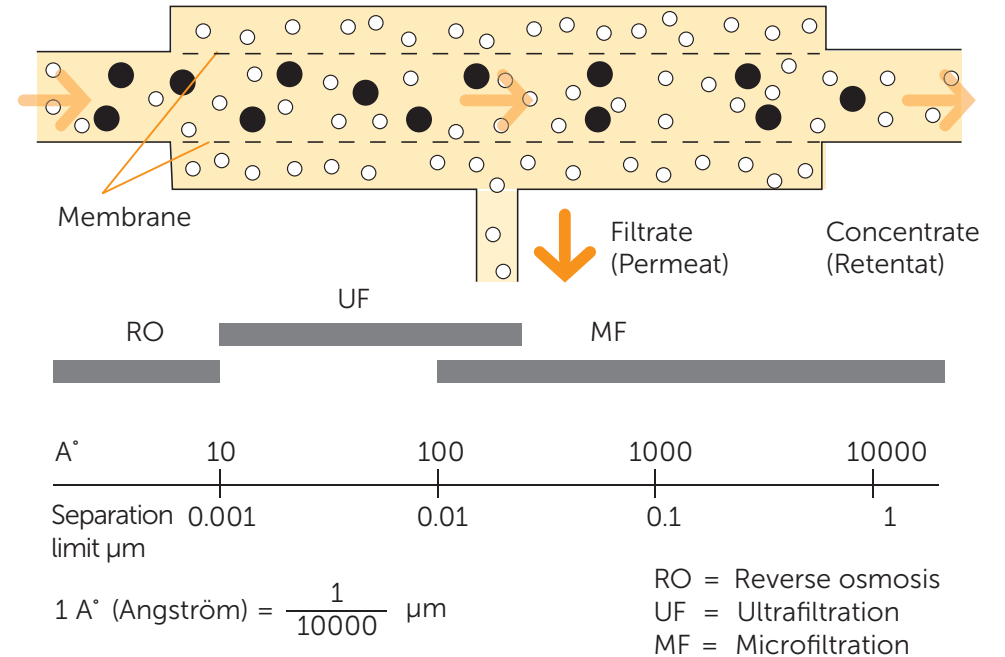 Membrane
Filtrate
(Permeat)
Concentrate
(Retentat)
UF
RO
MF
A° 10 100 1000 10000
Separation 0.001 0.01 0.1 1
limit µm
1 A° (Angström) = 1/10000 µm
RO = Reverse osmosis
UF = Ultrafiltration
MF = Microfiltration